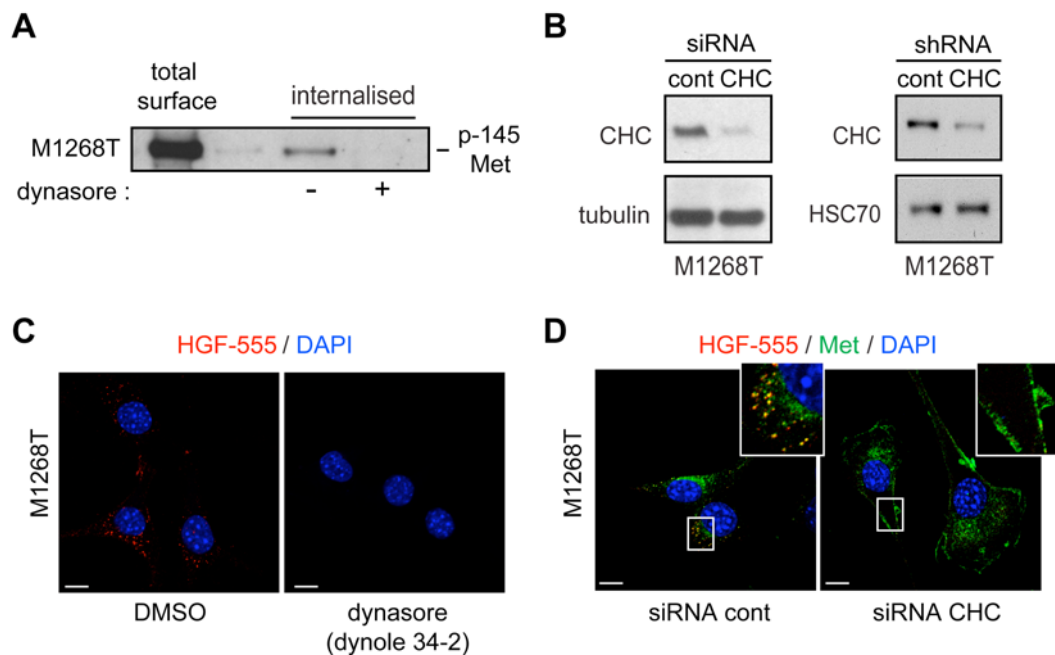 A
total
surface
internalised
M1268T
p-145
Met
dynasore :
-
+
B
siRNA
cont CHC
CHC
tubulin
M1268T
shRNA
cont CHC
CHC
HSC70
M1268T
C
HGF-555 / DAPI
M1268T
DMSO
dynasore
(dynole 34-2)
D
HGF-555 / Met / DAPI
M1268T
siRNA cont
siRNA CHC